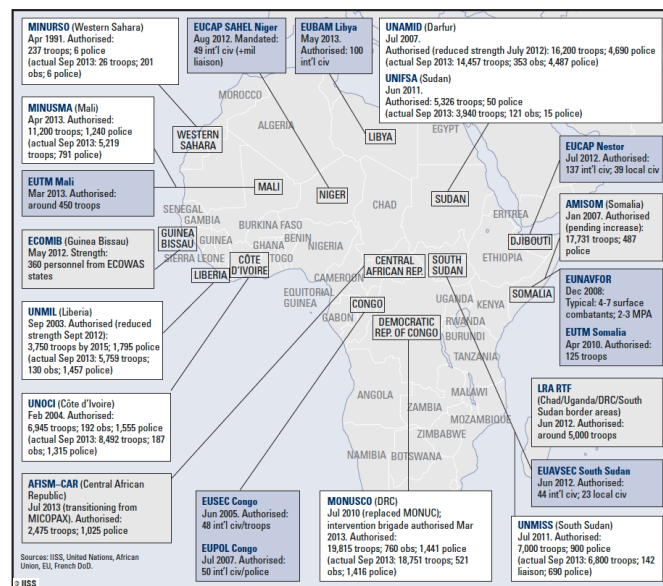 MINURSO (Western Sahara)
Apr 1991. Authorised:
237 troops; 6 police
(actual Sep 2013: 26 troops; 201
obs; 6 police)
EUCAP SAHEL Niger
Aug 2012. Mandated:
49 int'l civ (+mil
liaison)
EUBAM Libya
May 2013.
Authorised: 100
int'l civ
UNAMID (Darfur)
Jul 2007.
Authorised (reduced strength July 2012): 16,200 troops; 4,690 police
(actual Sep 2013: 14,457 troops; 353 obs; 4,487 police)
UNIFSA (Sudan)
Jun 2011.
Authorised: 5,326 troops; 50 police
(actual Sep 2013: 3,940 troops; 121 obs; 15 police)
MINUSMA (Mali)
Apr 2013. Authorised:
11,200 troops; 1,240 police
(actual Sep 2013: 5,219
troops; 791 police)
EUTM Mali
Mar 2013. Authorised:
around 450 troops
ECOMIB (Guinea Bissau)
May 2012. Strength:
360 personnel from ECOWAS
states
UNMIL (Liberia)
Sep 2003. Authorised (reduced
strength Sept 2012):
3,750 troops by 2015; 1,795 police
(actual Sep 2013: 5,759 troops;
130 obs; 1,457 police)
UNOCI (Côte d'Ivoire)
Feb 2004. Authorised:
6,945 troops; 192 obs; 1,555 police
(actual Sep 2013: 8,492 troops; 187
obs; 1,315 police)
AFISM–CAR (Central African
Republic)
Jul 2013 (transitioning from
MICOPAX). Authorised:
2,475 troops; 1,025 police
Sources: IISS, United Nations, African
Union, EU, French DoD.
© IISS
MOROCCO
ALGERIA
WESTERN
SAHARA
LIBYA
EGYPT
MALI
NIGER
CHAD
SUDAN
ERITREA
DJIBOUTI
SENEGAL
GAMBIA
GUINEA
BISSAU
GUINEA
SIERRA LEONE
LIBERIA
CÔTE
D'IVOIRE
BURKINA FASO
GHANA
TOGO
BENIN
NIGERIA
CAMEROON
EQUITORIAL
GUINEA
GABON
CENTRAL
AFRICAN REP.
SOUTH
SUDAN
ETHIOPIA
SOMALIA
CONGO
DEMOCRATIC
REP. OF CONGO
UGANDA
KENYA
RWANDA
BURUNDI
TANZANIA
ANGOLA
ZAMBIA
MALAWI
MOZAMBIQUE
ZIMBABWE
NAMIBIA
BOTSWANA
EUCAP Nestor
Jul 2012. Authorised:
137 int'l civ; 39 local civ
AMISOM (Somalia)
Jan 2007. Authorised
(pending increase):
17,731 troops; 487
police
EUNAVFOR
Dec 2008:
Typical: 4-7 surface
combatants; 2-3 MPA
EUTM Somalia
Apr 2010. Authorised:
125 troops
LRA RTF
(Chad/Uganda/DRC/South
Sudan border areas)
Jun 2012. Authorised:
around 5,000 troops
EUAVSEC South Sudan
Jun 2012. Authorised:
44 int'l civ; 23 local civ
EUSEC Congo
Jun 2005. Authorised:
48 int'l civ/troops
EUPOL Congo
Jul 2007. Authorised:
50 int'l civ/police
MONUSCO (DRC)
Jul 2010 (replaced MONUC);
intervention brigade authorised Mar
2013. Authorised:
19,815 troops; 760 obs; 1,441 police
(actual Sep 2013: 18,751 troops; 521
obs; 1,416 police)
UNMISS (South Sudan)
Jul 2011. Authorised:
7,000 troops; 900 police
(actual Sep 2013: 6,800 troops; 142
liaison; 690 police)